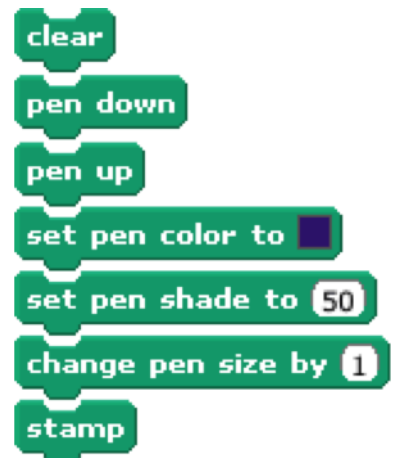 clear
pen down
pen up
set pen color to
set pen shade to 50
change pen size by 1
stamp